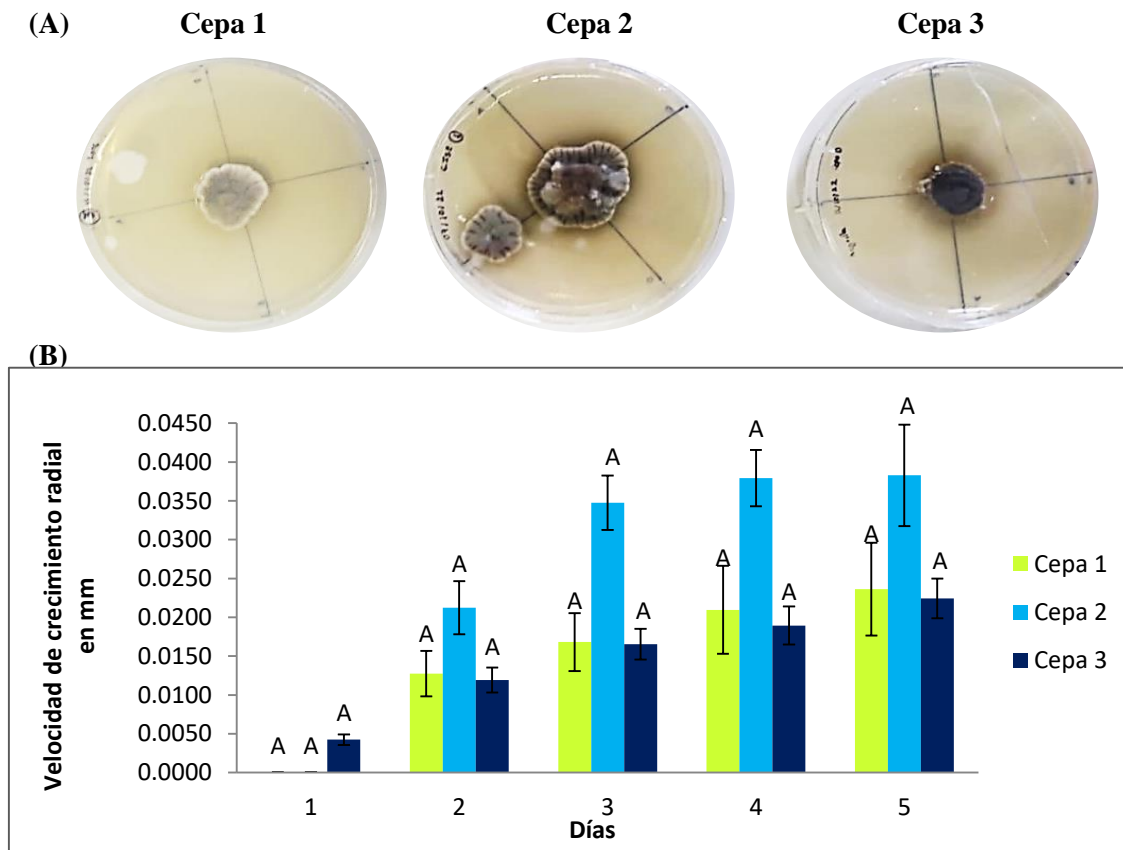 (A) Cepa 1 Cepa 2 Cepa 3
(B)
Velocidad de crecimiento radial
en mm
0.0450
0.0400
0.0350
0.0300
0.0250
0.0200
0.0150
0.0100
0.0050
0.0000
A A A
A A A
A A A
A A A
A A A
1 2 3 4 5
Días
Cepa 1
Cepa 2
Cepa 3